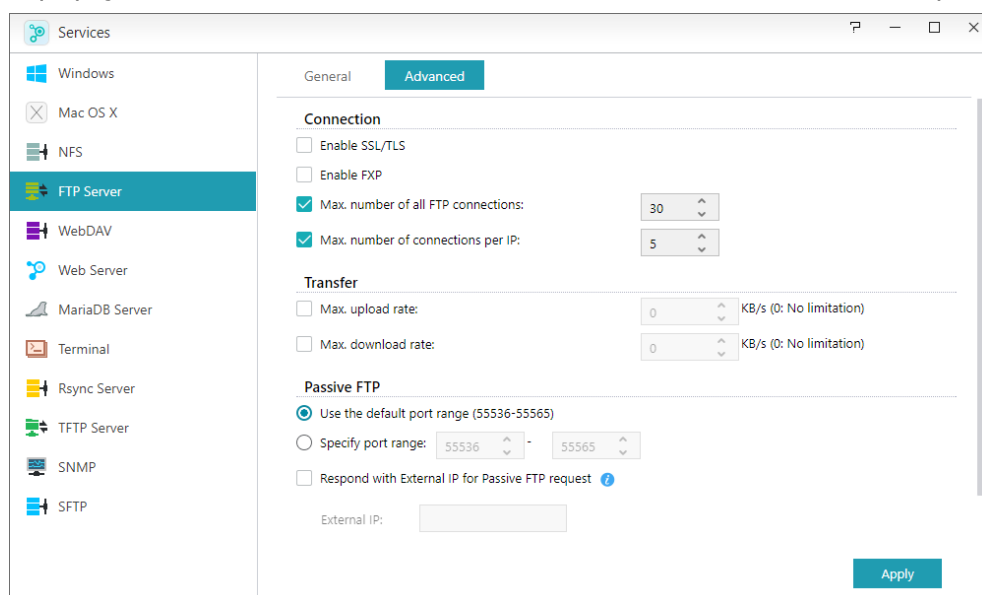 Services
Windows
Mac OS X
NFS
FTP Server
WebDAV
Web Server
MariaDB Server
Terminal
Rsync Server
TFTP Server
SNMP
SFTP
General Advanced
Connection
Enable SSL/TLS
Enable FXP
Max. number of all FTP connections: 30
Max. number of connections per IP: 5
Transfer
Max. upload rate: 0 KB/s (0: No limitation)
Max. download rate: 0 KB/s (0: No limitation)
Passive FTP
Use the default port range (55536-55565)
Specify port range: 55536 - 55565
Respond with External IP for Passive FTP request
External IP:
Apply